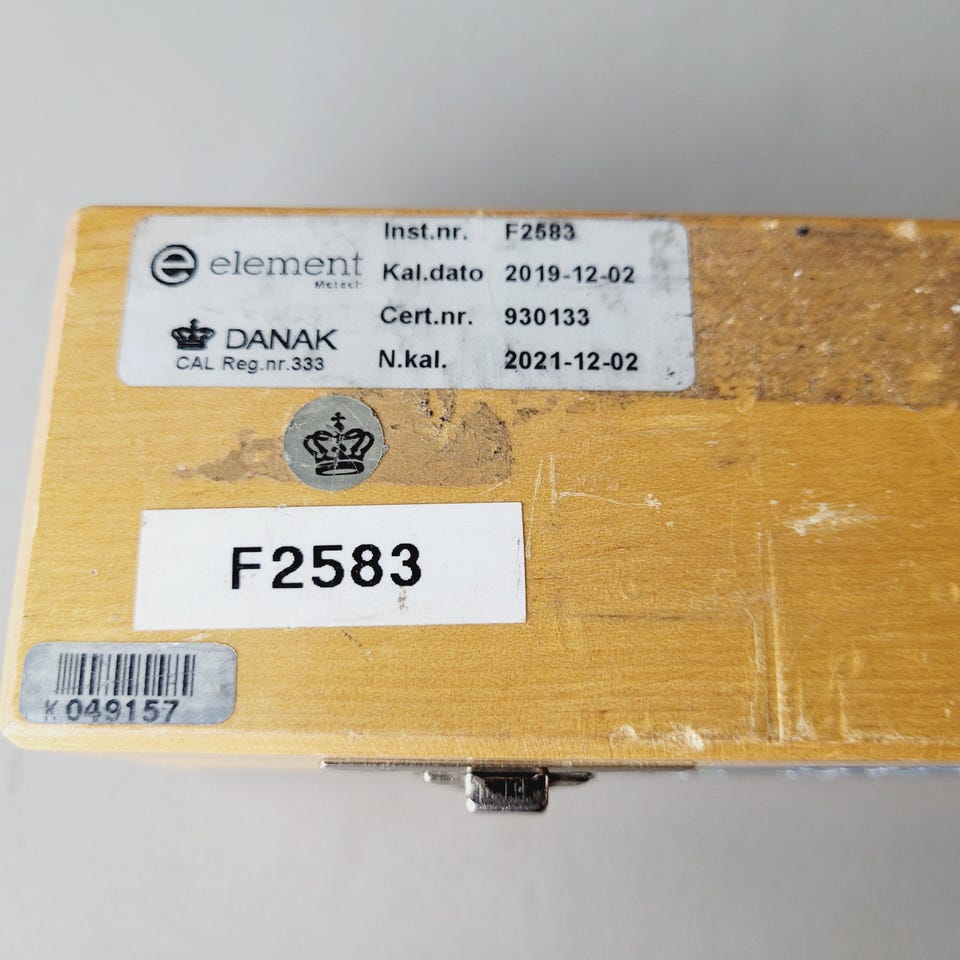 e element
Metech
DANAK
CAL Reg.nr.333
Inst.nr. F2583
Kal.dato 2019-12-02
Cert.nr. 930133
N.kal. 2021-12-02
F2583
K 049157